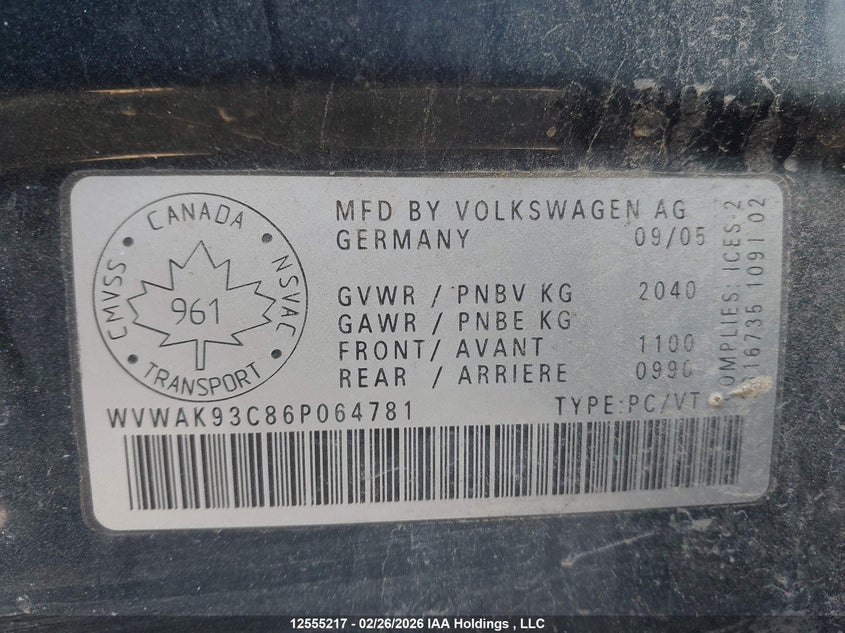 CANADA
CMVSS
NSVAC
961
TRANSPORT
MFD BY VOLKSWAGEN AG
GERMANY 09/05
GVWR / PNBV KG 2040
GAWR / PNBE KG
FRONT/ AVANT 1100
REAR / ARRIERE 0990
WVWAK93C86P064781 TYPE:PC/VT
COMPLIES: ICES-2
16735 1091 02
12555217 - 02/26/2026 IAA Holdings , LLC